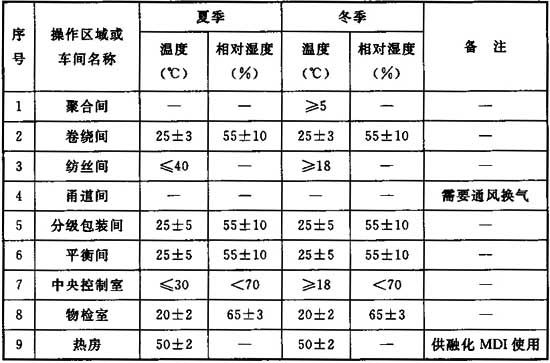 序号 操作区域或车间名称 夏季 冬季 备 注
温度(℃) 相对湿度(%) 温度(℃) 相对湿度(%)
1 聚合间 — — ≥5 — —
2 卷绕间 25±3 55±10 25±3 55±10 —
3 纺丝间 ≤40 — ≥18 — —
4 甬道间 — — — — 需要通风换气
5 分级包装间 25±5 55±10 25±5 55±10 —
6 平衡间 25±5 55±10 25±5 55±10 —
7 中央控制室 ≤30 <70 ≥18 <70 —
8 物检室 20±2 65±3 20±2 65±3 —
9 热房 50±2 — 50±2 — 供融化 MDI 使用